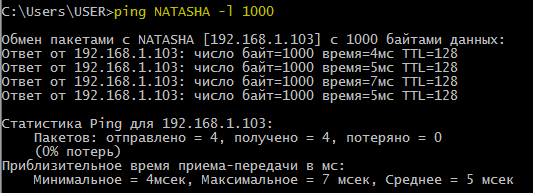 C:\Users\USER>ping NATASHA -l 1000
Обмен пакетами с NATASHA [192.168.1.103] с 1000 байтами данных:
Ответ от 192.168.1.103: число байт=1000 время=4мс TTL=128
Ответ от 192.168.1.103: число байт=1000 время=5мс TTL=128
Ответ от 192.168.1.103: число байт=1000 время=7мс TTL=128
Ответ от 192.168.1.103: число байт=1000 время=5мс TTL=128
Статистика Ping для 192.168.1.103:
Пакетов: отправлено = 4, получено = 4, потеряно = 0
(0% потерь)
Приблизительное время приема-передачи в мс:
Минимальное = 4мсек, Максимальное = 7 мсек, Среднее = 5 мсек